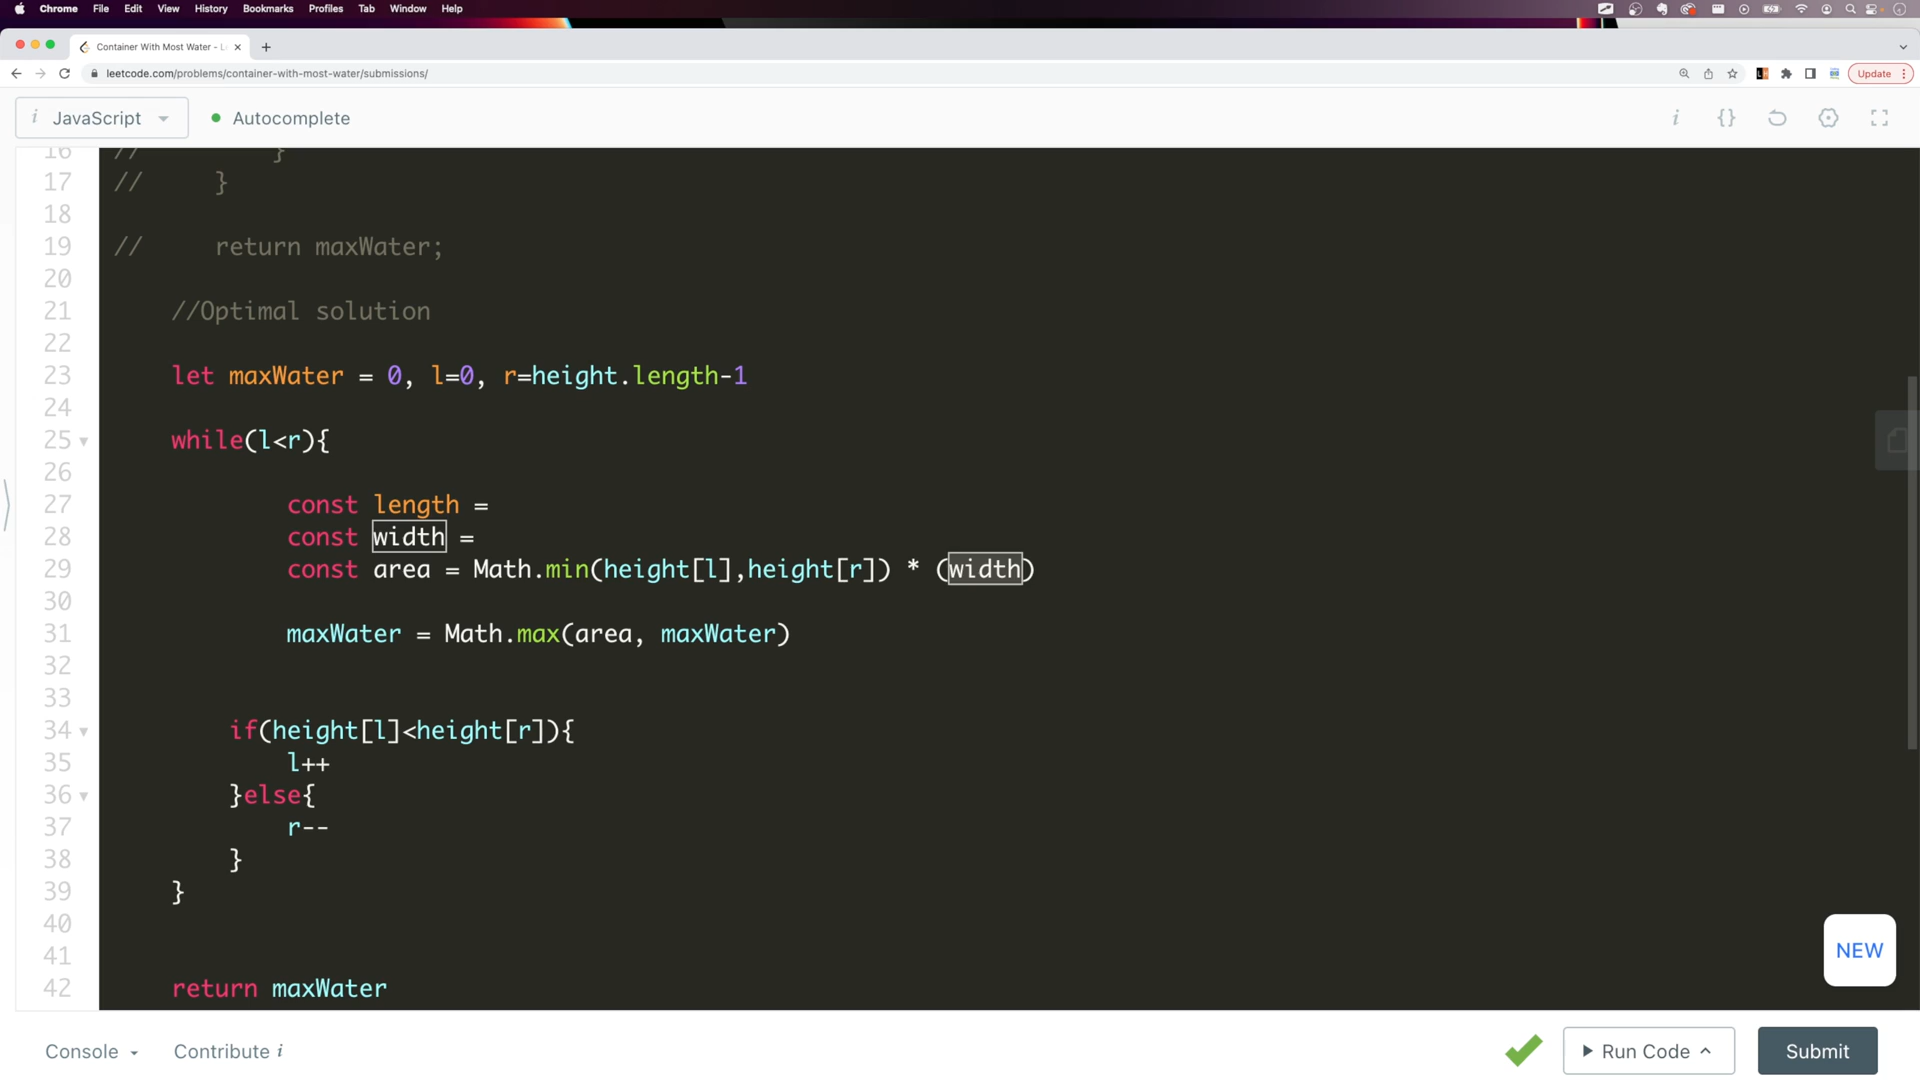 Chrome File Edit View History Bookmarks Profiles Tab Window Help
Container With Most Water - L
leetcode.com/problems/container-with-most-water/submissions/
Update
i JavaScript
Autocomplete
i {}
16 // }
17 // }
18
19 // return maxWater;
20
21 //Optimal solution
22
23 let maxWater = 0, l=0, r=height.length-1
24
25 while(l<r){
26
27 const length =
28 const width =
29 const area = Math.min(height[l],height[r]) * (width)
30
31 maxWater = Math.max(area, maxWater)
32
33
34 if(height[l]<height[r]){
35 l++
36 }else{
37 r--
38 }
39 }
40
41
42 return maxWater
NEW
Console
Contribute i
Run Code
Submit